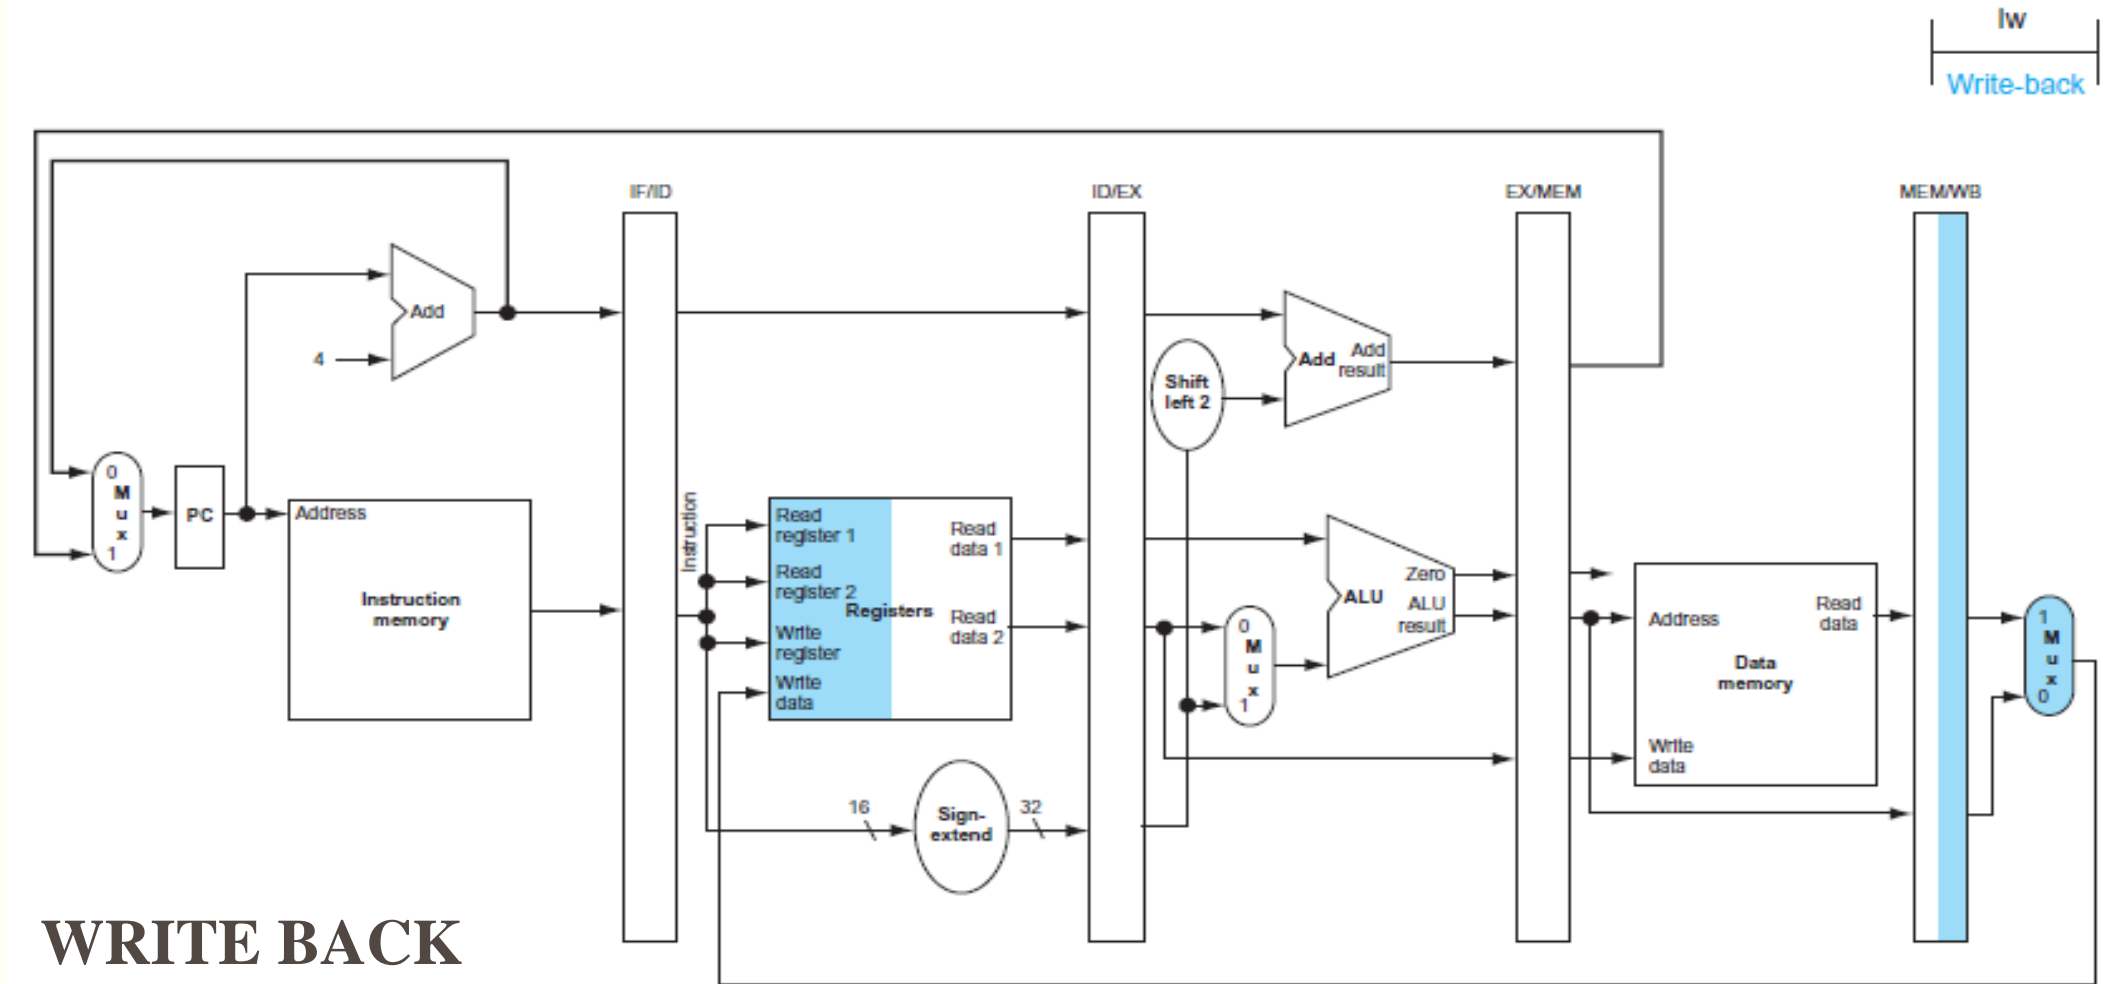 lw
Write-back
IF/ID
ID/EX
EX/MEM
MEM/WB
Add
4
Add
Add
result
Shift
left 2
0
M
u
x
1
PC
Address
Instruction
memory
Instruction
Read
register 1
Read
register 2
Write
register
Write
data
Registers
Read
data 1
Read
data 2
16
Sign-
extend
32
0
M
u
x
1
ALU
Zero
ALU
result
Address
Read
data
Data
memory
Write
data
1
M
u
x
0
WRITE BACK